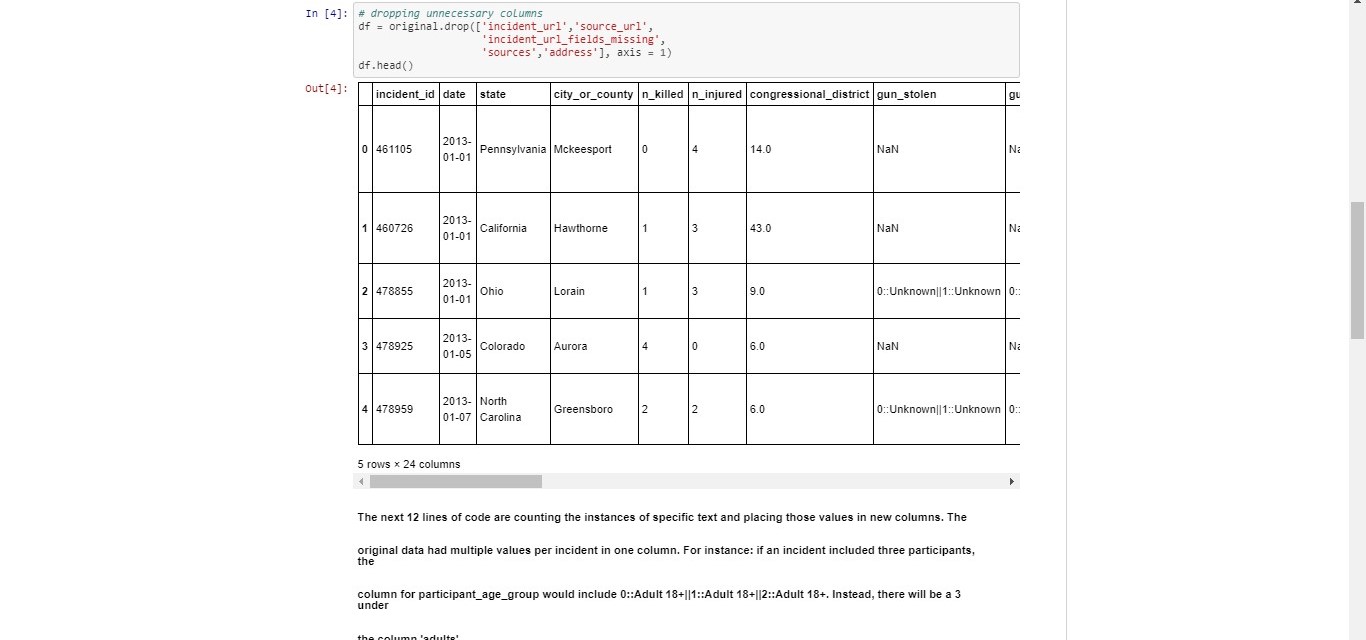 In [4]: # dropping unnecessary columns
df = original.drop(['incident_url','source_url',
'incident_url_fields_missing',
'sources','address'], axis = 1)
df.head()
Out[4]:
incident_id date state city_or_county n_killed n_injured congressional_district gun_stolen gu
0 461105 2013-01-01 Pennsylvania Mckeesport 0 4 14.0 NaN Na
1 460726 2013-01-01 California Hawthorne 1 3 43.0 NaN Na
2 478855 2013-01-01 Ohio Lorain 1 3 9.0 0::Unknown||1::Unknown 0::
3 478925 2013-01-05 Colorado Aurora 4 0 6.0 NaN Na
4 478959 2013-01-07 North Carolina Greensboro 2 2 6.0 0::Unknown||1::Unknown 0::
5 rows × 24 columns
The next 12 lines of code are counting the instances of specific text and placing those values in new columns. The
original data had multiple values per incident in one column. For instance: if an incident included three participants,
the
column for participant_age_group would include 0::Adult 18+||1::Adult 18+||2::Adult 18+. Instead, there will be a 3
under
the column 'adults'